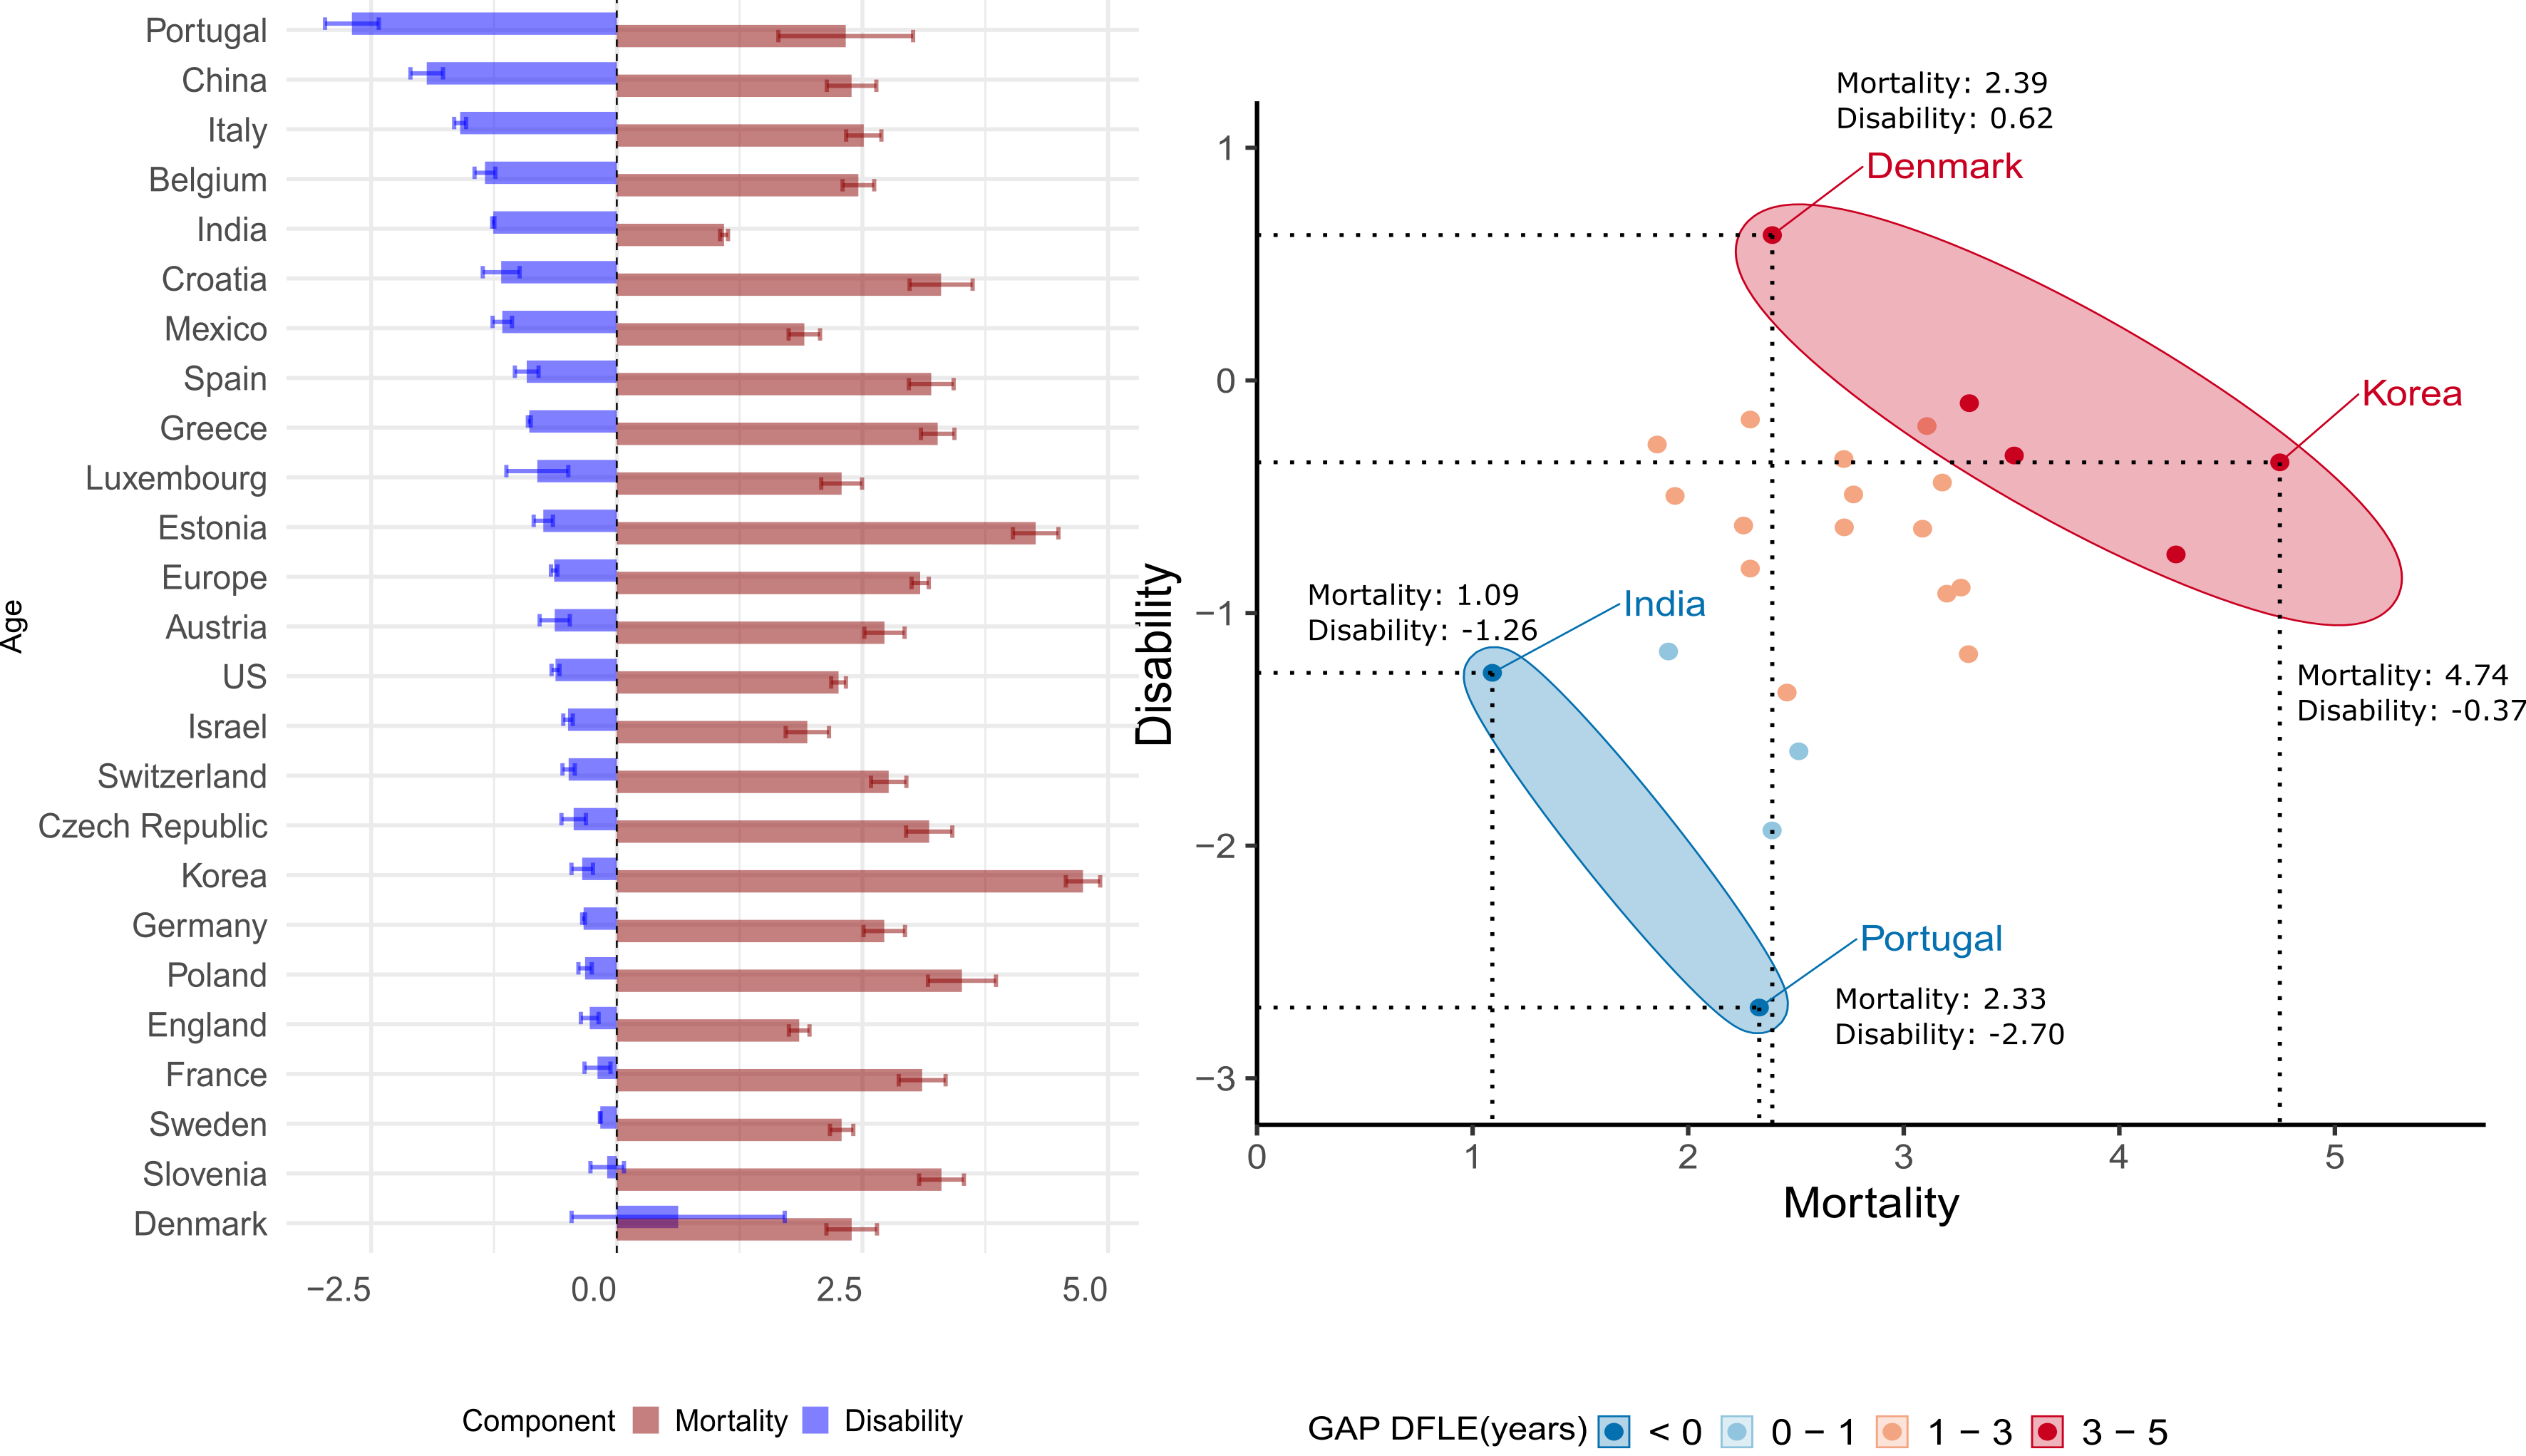 Age
Portugal
China
Italy
Belgium
India
Croatia
Mexico
Spain
Greece
Luxembourg
Estonia
Europe
Austria
US
Israel
Switzerland
Czech Republic
Korea
Germany
Poland
England
France
Sweden
Slovenia
Denmark
−2.5 0.0 2.5 5.0
Component Mortality Disability
Disability
1
0
−1
−2
−3
Mortality: 2.39
Disability: 0.62
Denmark
Korea
Mortality: 1.09
Disability: -1.26
India
Mortality: 4.74
Disability: -0.37
Portugal
Mortality: 2.33
Disability: -2.70
0 1 2 3 4 5
Mortality
GAP DFLE(years) < 0 0 − 1 1 − 3 3 − 5